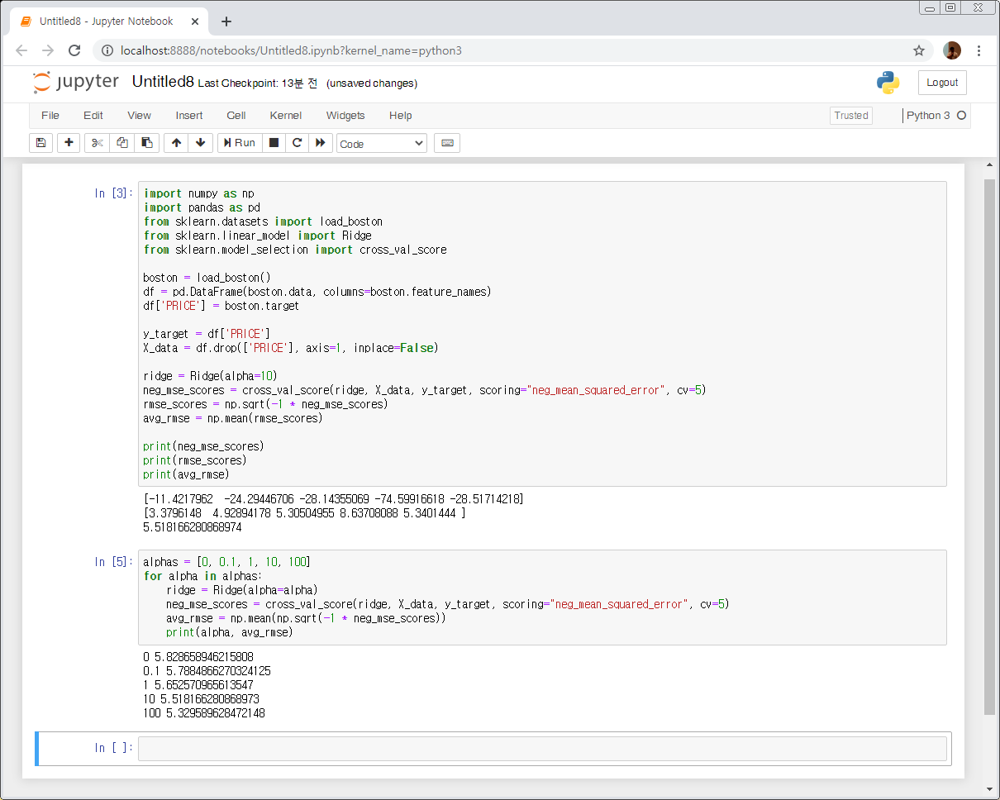 Untitled8 - Jupyter Notebook
localhost:8888/notebooks/Untitled8.ipynb?kernel_name=python3
jupyter Untitled8 Last Checkpoint: 13분 전 (unsaved changes) Logout
File Edit View Insert Cell Kernel Widgets Help Trusted Python 3
Run Code
In [3]:
import numpy as np
import pandas as pd
from sklearn.datasets import load_boston
from sklearn.linear_model import Ridge
from sklearn.model_selection import cross_val_score
boston = load_boston()
df = pd.DataFrame(boston.data, columns=boston.feature_names)
df['PRICE'] = boston.target
y_target = df['PRICE']
X_data = df.drop(['PRICE'], axis=1, inplace=False)
ridge = Ridge(alpha=10)
neg_mse_scores = cross_val_score(ridge, X_data, y_target, scoring="neg_mean_squared_error", cv=5)
rmse_scores = np.sqrt(-1 * neg_mse_scores)
avg_rmse = np.mean(rmse_scores)
print(neg_mse_scores)
print(rmse_scores)
print(avg_rmse)
[-11.4217962  -24.29446706 -28.14355069 -74.59916618 -28.51714218]
[3.3796148  4.92894178 5.30504955 8.63708088 5.3401444 ]
5.518166280868974
In [5]:
alphas = [0, 0.1, 1, 10, 100]
for alpha in alphas:
    ridge = Ridge(alpha=alpha)
    neg_mse_scores = cross_val_score(ridge, X_data, y_target, scoring="neg_mean_squared_error", cv=5)
    avg_rmse = np.mean(np.sqrt(-1 * neg_mse_scores))
    print(alpha, avg_rmse)
0 5.828658946215808
0.1 5.7884866270324125
1 5.652570965613547
10 5.518166280868973
100 5.329589628472148
In [ ]: